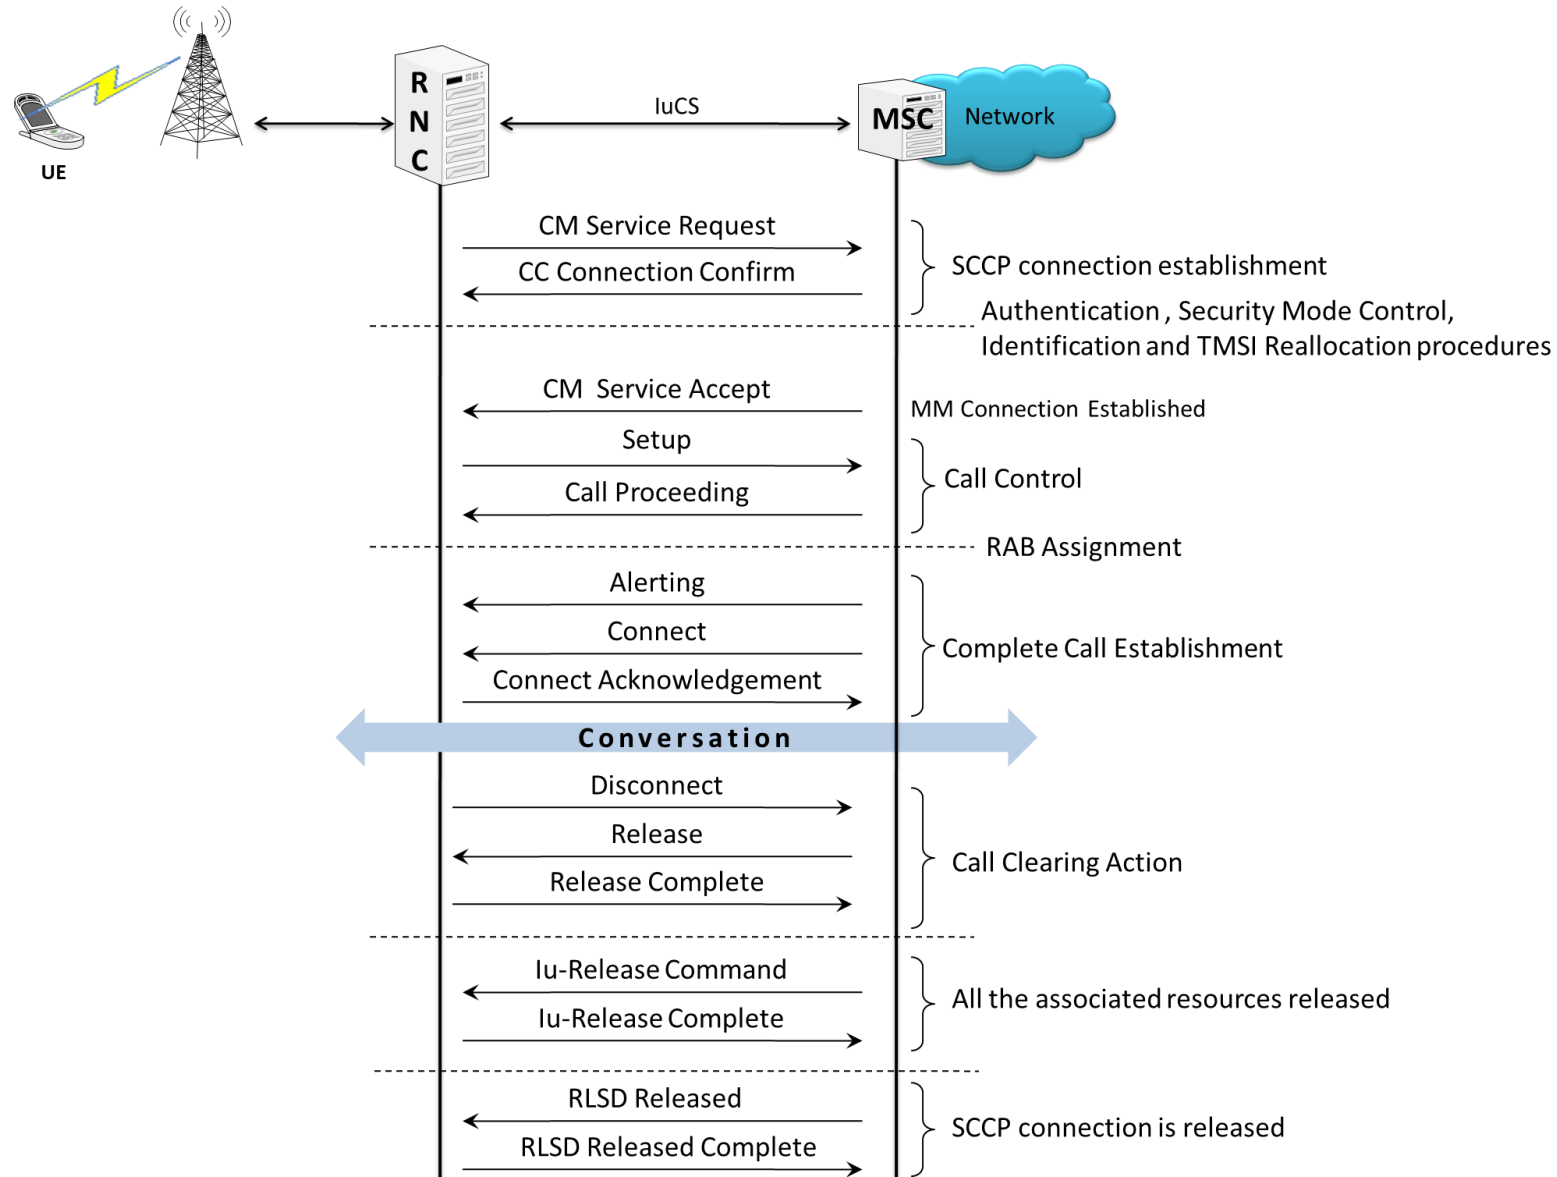 UE
R
N
C
IuCS
MSC
Network
CM Service Request
CC Connection Confirm
SCCP connection establishment
Authentication , Security Mode Control,
Identification and TMSI Reallocation procedures
CM Service Accept
MM Connection Established
Setup
Call Proceeding
Call Control
RAB Assignment
Alerting
Connect
Connect Acknowledgement
Complete Call Establishment
Conversation
Disconnect
Release
Release Complete
Call Clearing Action
Iu-Release Command
Iu-Release Complete
All the associated resources released
RLSD Released
RLSD Released Complete
SCCP connection is released